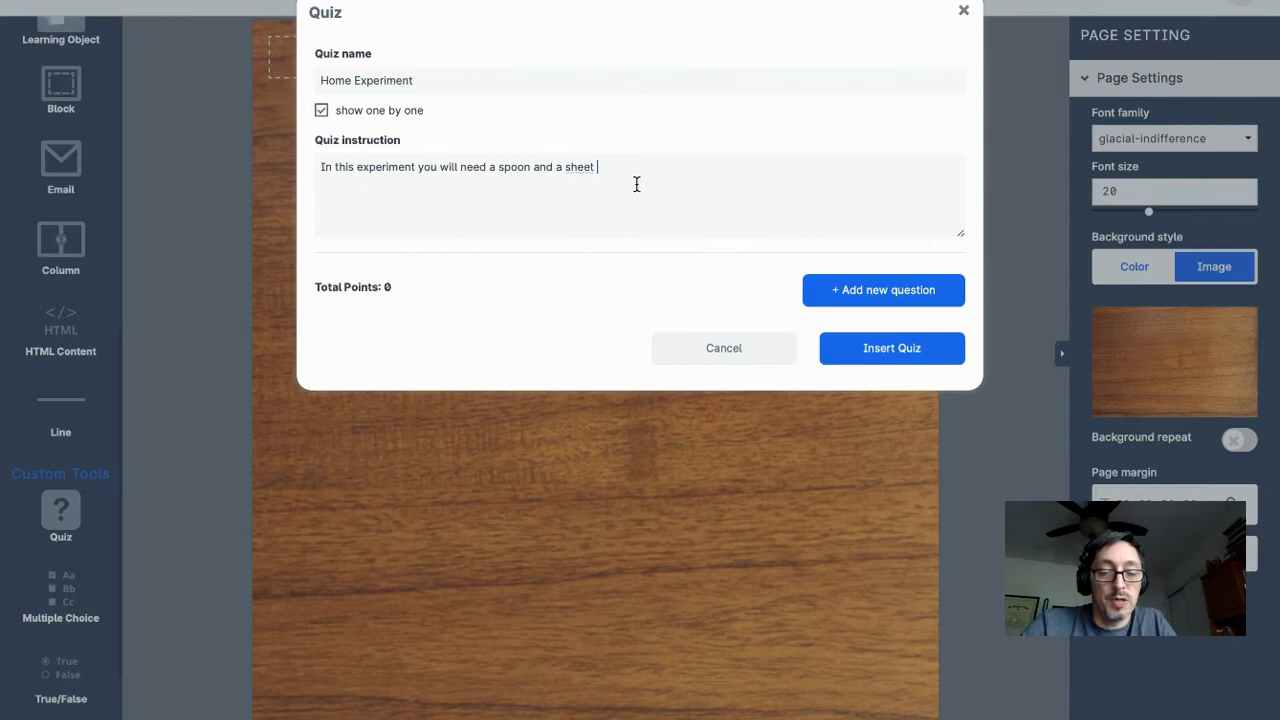 Learning Object
Block
Email
Column
</>
HTML
HTML Content
Line
Custom Tools
?
Quiz
Aa
Bb
Cc
Multiple Choice
True
False
True/False
Quiz
Quiz name
Home Experiment
show one by one
Quiz instruction
In this experiment you will need a spoon and a sheet
Total Points: 0
+ Add new question
Cancel
Insert Quiz
PAGE SETTING
Page Settings
Font family
glacial-indifference
Font size
20
Background style
Color Image
Background repeat
Page margin